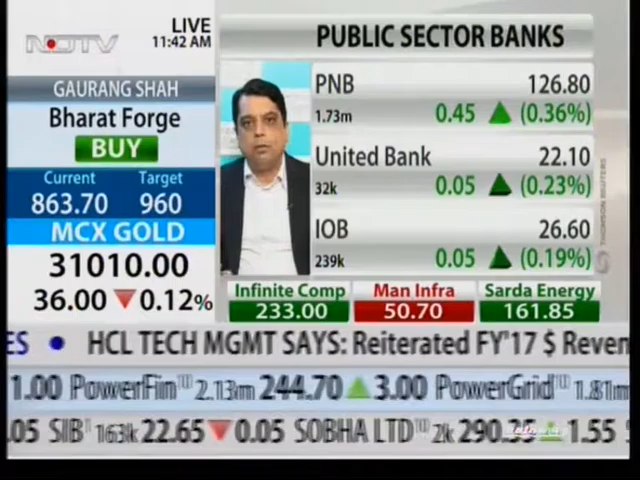 NDTV
LIVE
11:42 AM
GAURANG SHAH
Bharat Forge
BUY
Current Target
863.70 960
MCX GOLD
31010.00
36.00 ▼ 0.12%
PUBLIC SECTOR BANKS
PNB 126.80
1.73m 0.45 ▲ (0.36%)
United Bank 22.10
32k 0.05 ▲ (0.23%)
IOB 26.60
239k 0.05 ▲ (0.19%)
THOMSON REUTERS
Infinite Comp Man Infra Sarda Energy
233.00 50.70 161.85
ES • HCL TECH MGMT SAYS: Reiterated FY'17 $ Reven
1.00 PowerFin 2.13m 244.70 ▲ 3.00 PowerGrid 1.81m
.05 SIB 163k 22.65 ▼ 0.05 SOBHA LTD 2k 1.55